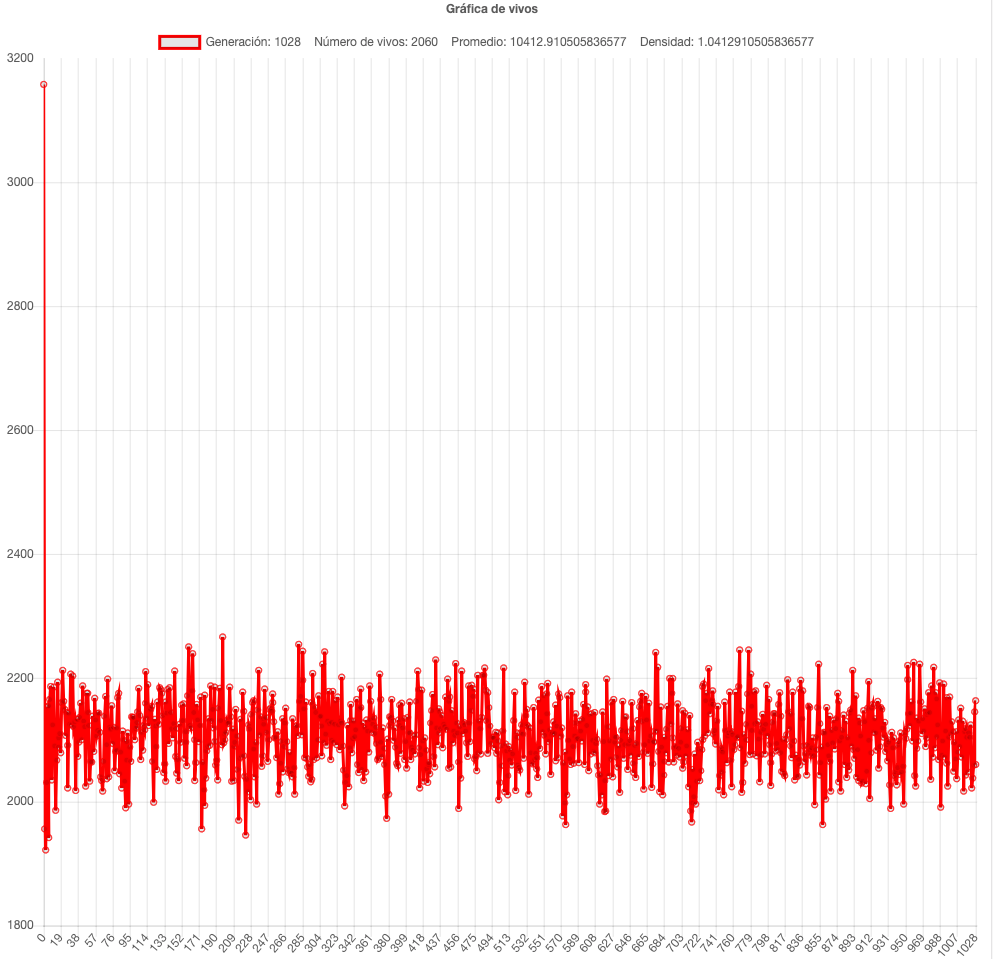 Gráfica de vivos
Generación: 1028 Número de vivos: 2060 Promedio: 10412.910505836577 Densidad: 1.0412910505836577
3200
3000
2800
2600
2400
2200
2000
1800
0 19 38 57 76 95 114 133 152 171 190 209 228 247 266 285 304 323 342 361 380 399 418 437 456 475 494 513 532 551 570 589 608 627 646 665 684 703 722 741 760 779 798 817 836 855 874 893 912 931 950 969 988 1007 1028